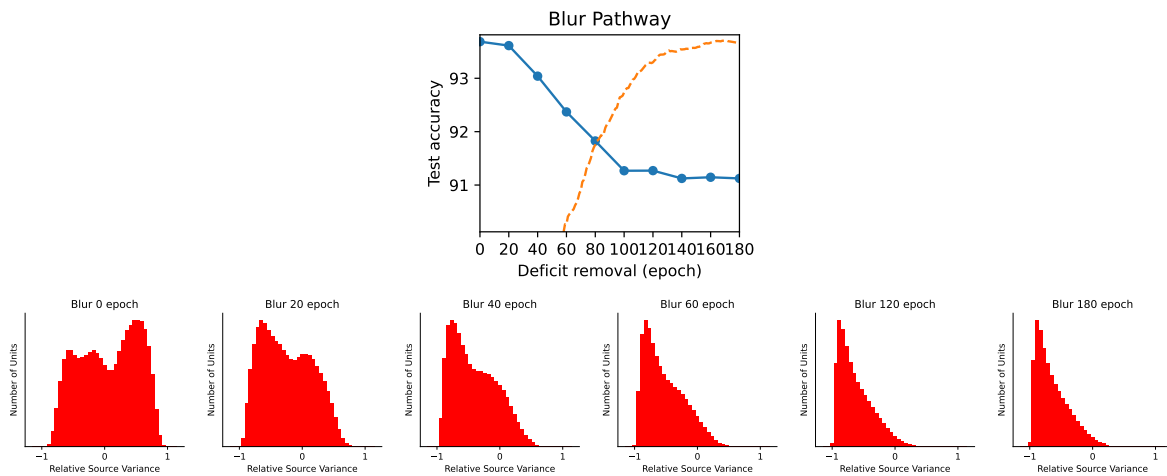 Blur Pathway
Test accuracy
93
92
91
0 20 40 60 80 100 120 140 160 180
Deficit removal (epoch)
Blur 0 epoch
Number of Units
−1 0 1
Relative Source Variance
Blur 20 epoch
Number of Units
−1 0 1
Relative Source Variance
Blur 40 epoch
Number of Units
−1 0 1
Relative Source Variance
Blur 60 epoch
Number of Units
−1 0 1
Relative Source Variance
Blur 120 epoch
Number of Units
−1 0 1
Relative Source Variance
Blur 180 epoch
Number of Units
−1 0 1
Relative Source Variance